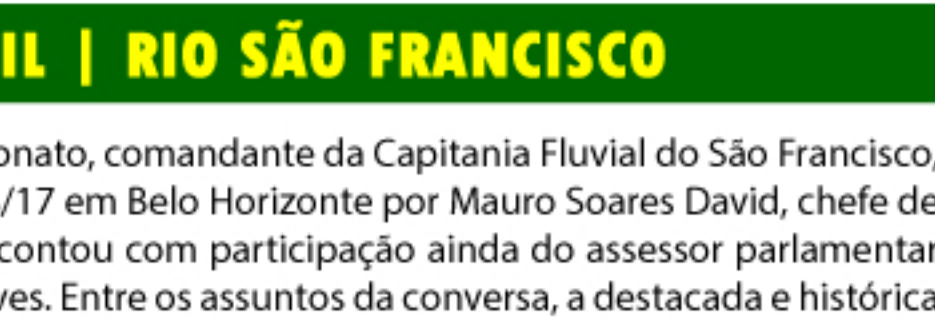 IL | RIO SÃO FRANCISCO
onato, comandante da Capitania Fluvial do São Francisco,
/17 em Belo Horizonte por Mauro Soares David, chefe de
contou com participação ainda do assessor parlamentar
ves. Entre os assuntos da conversa, a destacada e histórica